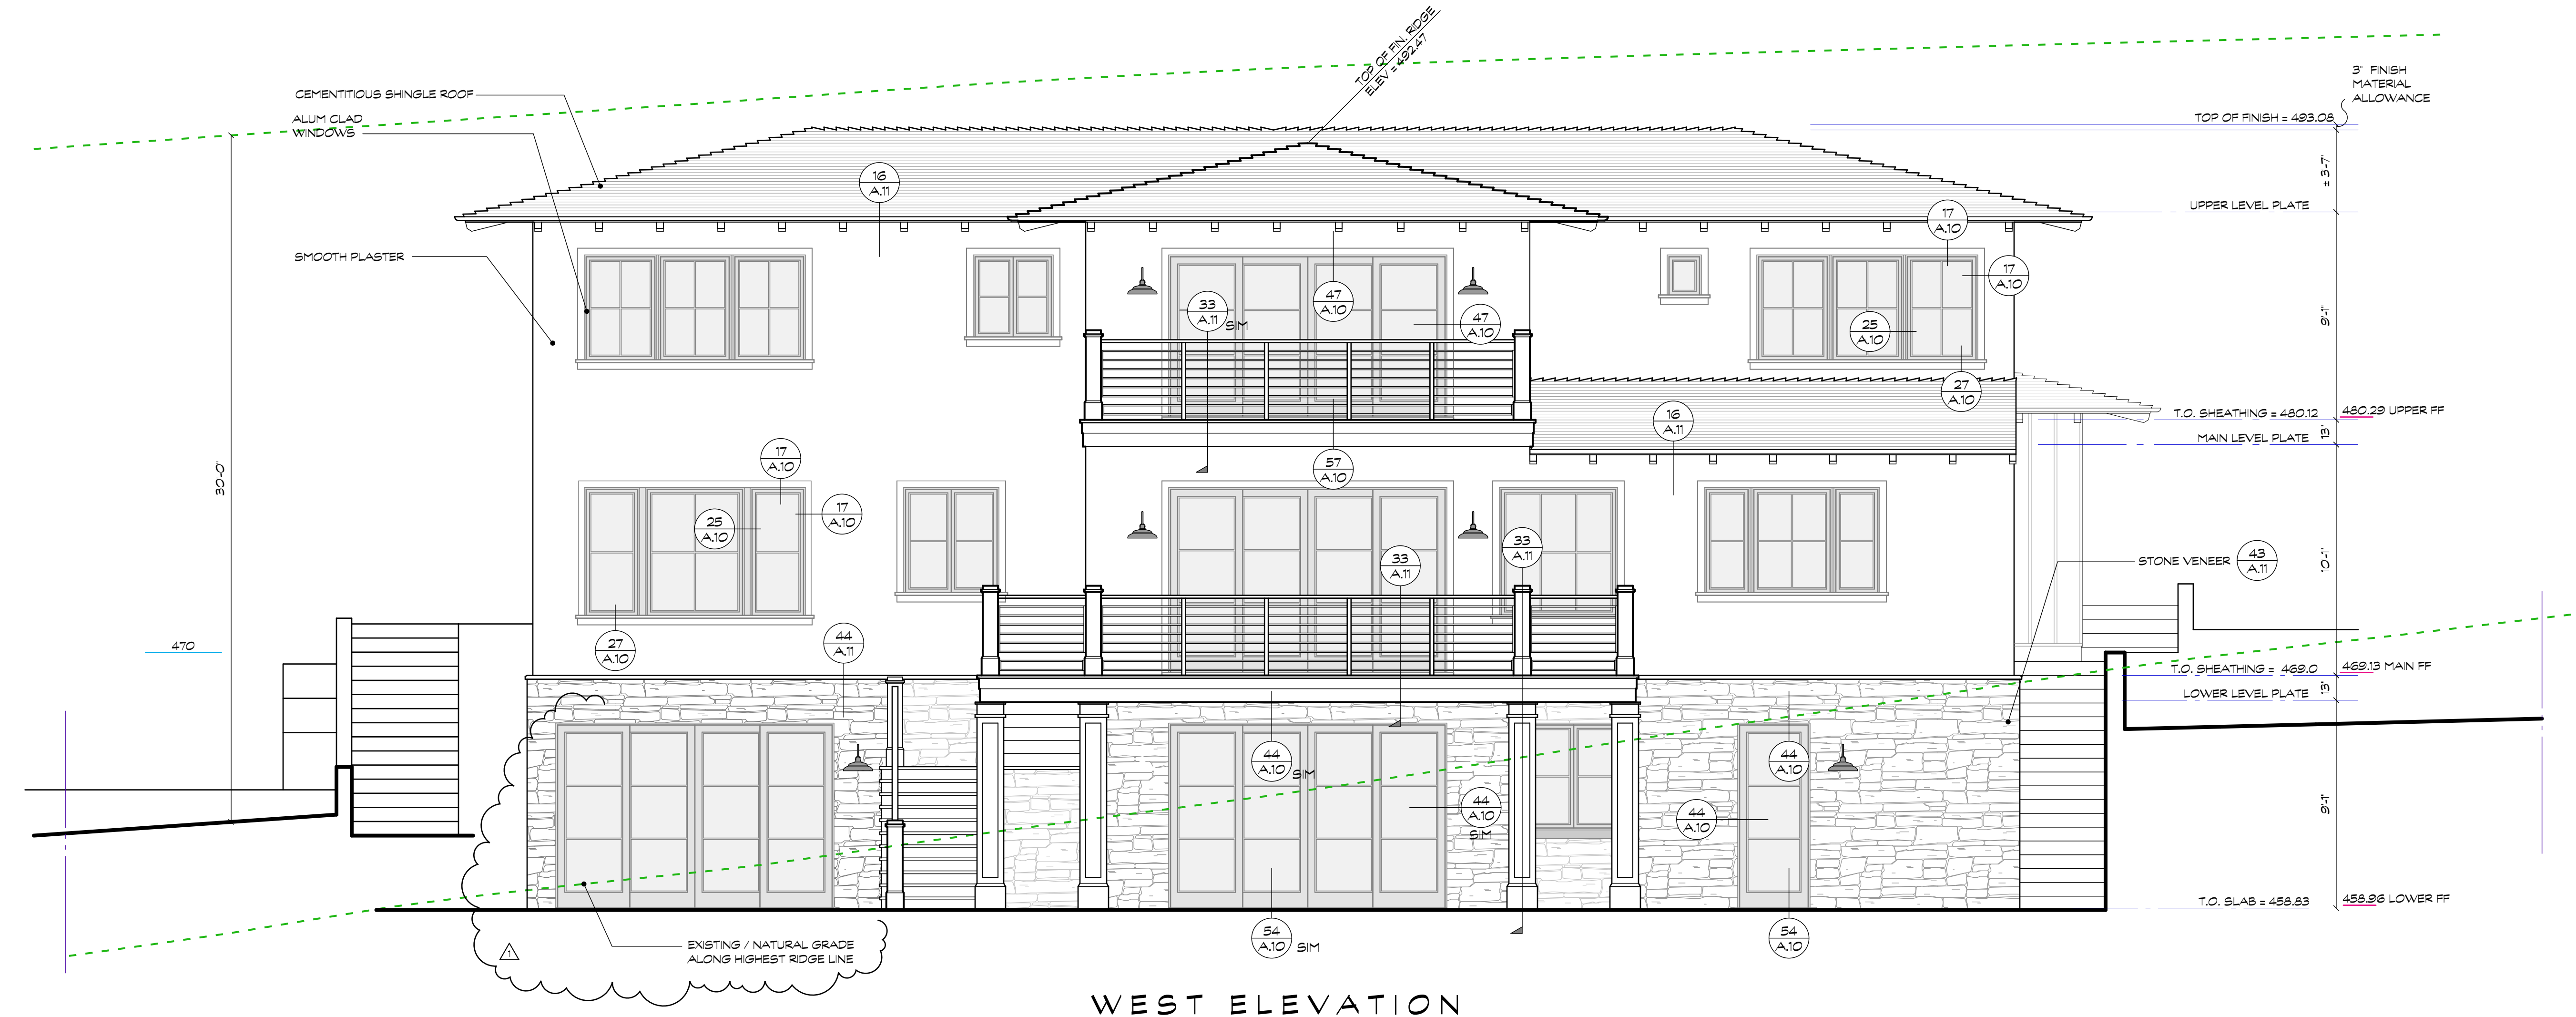 TOP OF FIN. RIDGE
ELEV = 492.47
3" FINISH
MATERIAL
ALLOWANCE
CEMENTITIOUS SHINGLE ROOF
ALUM CLAD
WINDOWS
TOP OF FINISH = 493.08
± 3'-7"
16
A.11
UPPER LEVEL PLATE
17
A.10
SMOOTH PLASTER
17
A.10
47
A.10
33
A.11
SIM
47
A.10
25
A.10
9'-1"
27
A.10
T.O. SHEATHING = 480.12
480.29 UPPER FF
16
A.11
MAIN LEVEL PLATE
13"
17
A.10
57
A.10
30'-0"
17
A.10
25
A.10
33
A.11
33
A.11
STONE VENEER
43
A.11
10'-1"
27
A.10
44
A.11
470
T.O. SHEATHING = 469.0
469.13 MAIN FF
LOWER LEVEL PLATE
13"
44
A.10
SIM
44
A.10
44
A.10
SIM
44
A.10
9'-1"
T.O. SLAB = 458.83
458.96 LOWER FF
1
EXISTING / NATURAL GRADE
ALONG HIGHEST RIDGE LINE
54
A.10
SIM
54
A.10
WEST ELEVATION